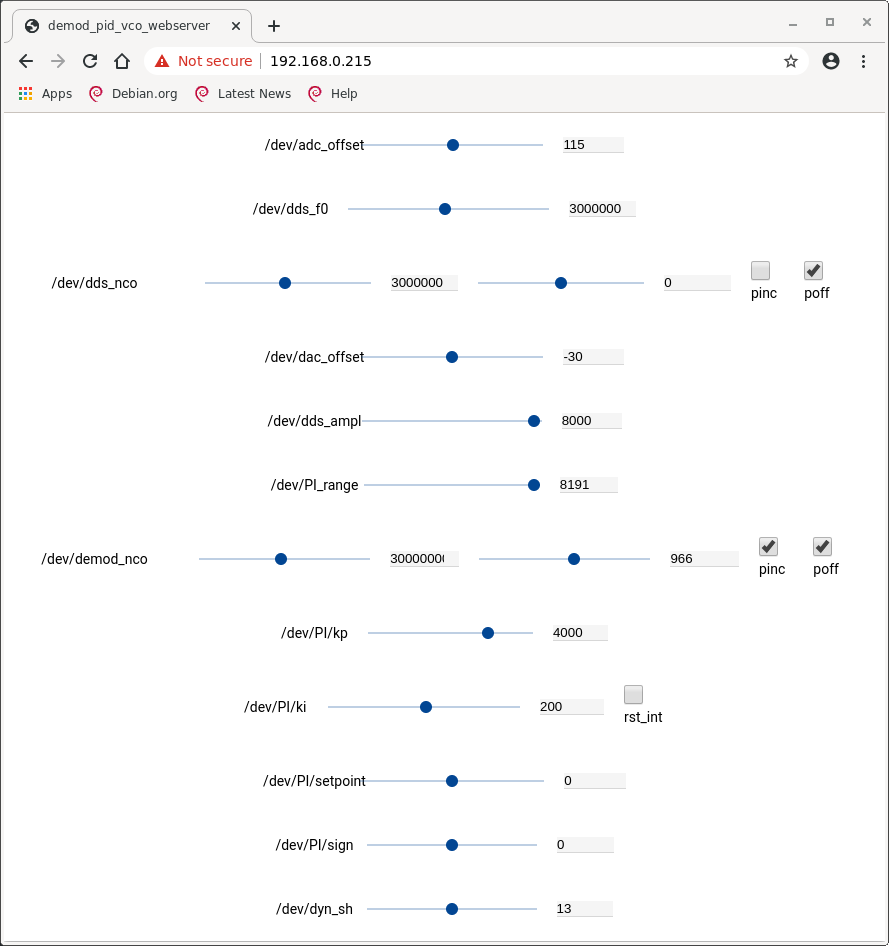 demod_pid_vco_webserver
Not secure 192.168.0.215
Apps Debian.org Latest News Help
/dev/adc_offset 115
/dev/dds_f0 3000000
/dev/dds_nco 3000000 0 pinc poff
/dev/dac_offset -30
/dev/dds_ampl 8000
/dev/PI_range 8191
/dev/demod_nco 30000000 966 pinc poff
/dev/PI/kp 4000
/dev/PI/ki 200 rst_int
/dev/PI/setpoint 0
/dev/PI/sign 0
/dev/dyn_sh 13